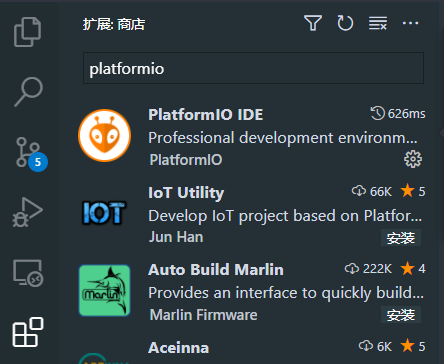 扩展: 商店
platformio
PlatformIO IDE 626ms
Professional development environm...
PlatformIO
5
IoT Utility 66K 5
IOT
Develop IoT project based on Platfor...
Jun Han 安装
Auto Build Marlin 222K 4
Marlin
Provides an interface to quickly build...
Marlin Firmware 安装
Aceinna 6K 5